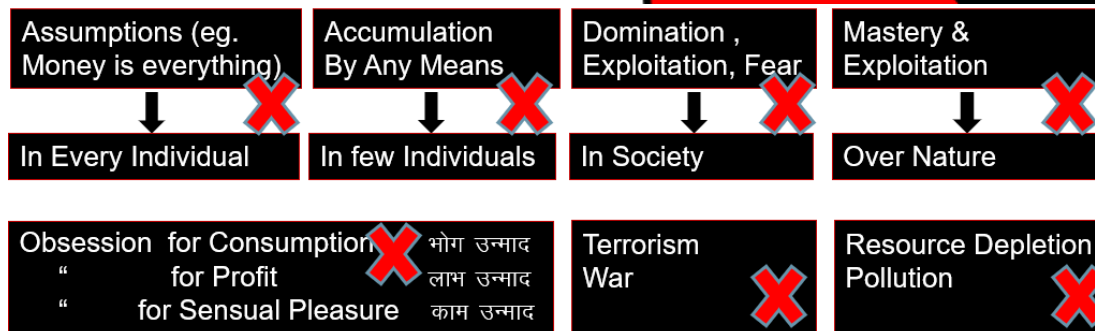 Assumptions (eg.
Money is everything)
Accumulation
By Any Means
Domination ,
Exploitation, Fear
Mastery &
Exploitation
In Every Individual
In few Individuals
In Society
Over Nature
Obsession for Consumption भोग उन्माद
“ for Profit लाभ उन्माद
“ for Sensual Pleasure काम उन्माद
Terrorism
War
Resource Depletion
Pollution